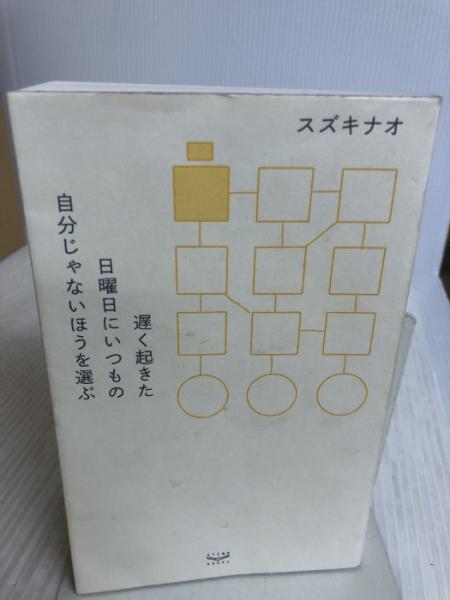 スズキナオ
遅く起きた
日曜日にいつもの
自分じゃないほうを選ぶ